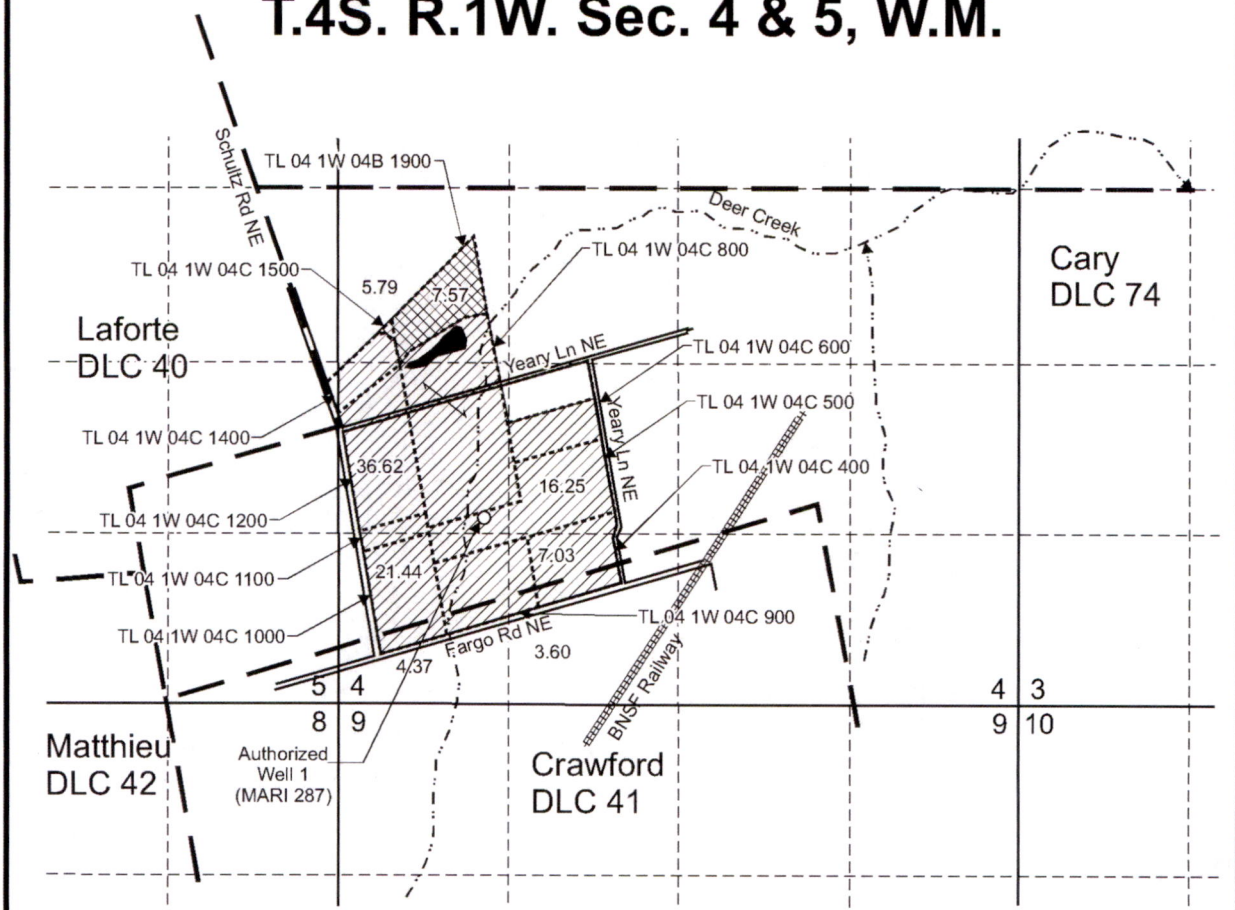 T.4S. R.1W. Sec. 4 & 5, W.M.
Schultz Rd NE
TL 04 1W 04B 1900
Deer Creek
TL 04 1W 04C 800
TL 04 1W 04C 1500
5.79
7.57
Cary
DLC 74
Laforte
DLC 40
Yeary Ln NE
TL 04 1W 04C 600
Yeary Ln NE
TL 04 1W 04C 500
TL 04 1W 04C 1400
36.62
TL 04 1W 04C 400
16.25
TL 04 1W 04C 1200
7.03
TL 04 1W 04C 1100
21.44
TL 04 1W 04C 1000
TL 04 1W 04C 900
Fargo Rd NE
4.37
3.60
BNSF Railway
5 4
8 9
4 3
9 10
Matthieu
DLC 42
Authorized
Well 1
(MARI 287)
Crawford
DLC 41